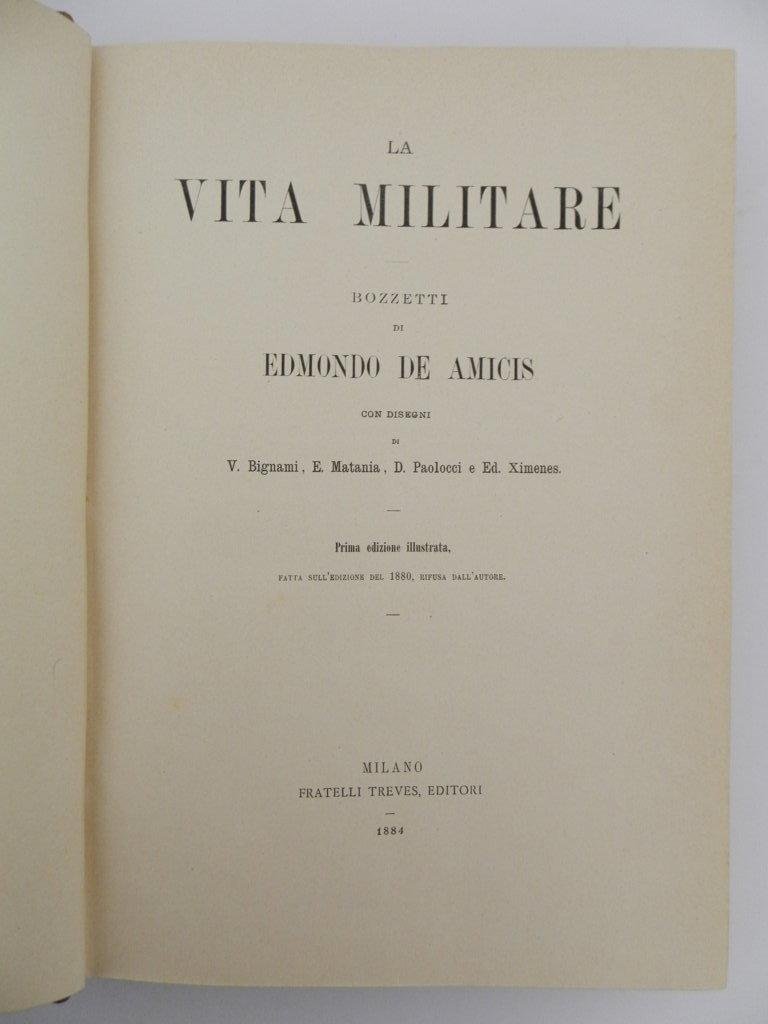 LA
VITA MILITARE
BOZZETTI
DI
EDMONDO DE AMICIS
CON DISEGNI
DI
V. Bignami, E. Matania, D. Paolocci e Ed. Ximenes.
Prima edizione illustrata,
FATTA SULL'EDIZIONE DEL 1880, RIFUSA DALL'AUTORE.
MILANO
FRATELLI TREVES, EDITORI
1884